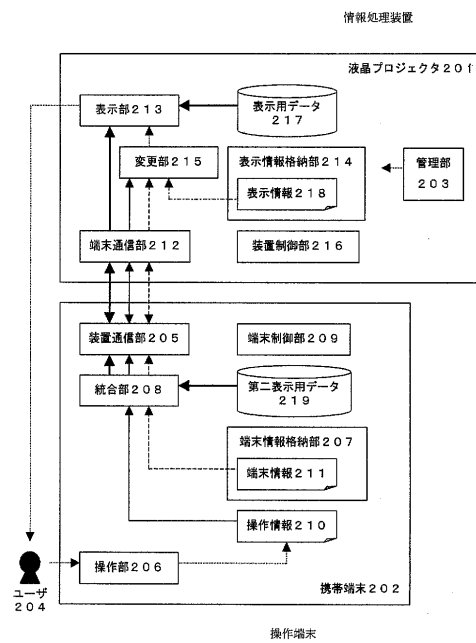 情報処理装置
液晶プロジェクタ201
表示部213
表示用データ
217
変更部215
表示情報格納部214
表示情報218
管理部
203
端末通信部212
装置制御部216
装置通信部205
端末制御部209
統合部208
第二表示用データ
219
端末情報格納部207
端末情報211
操作情報210
操作部206
ユーザ
204
携帯端末202
操作端末